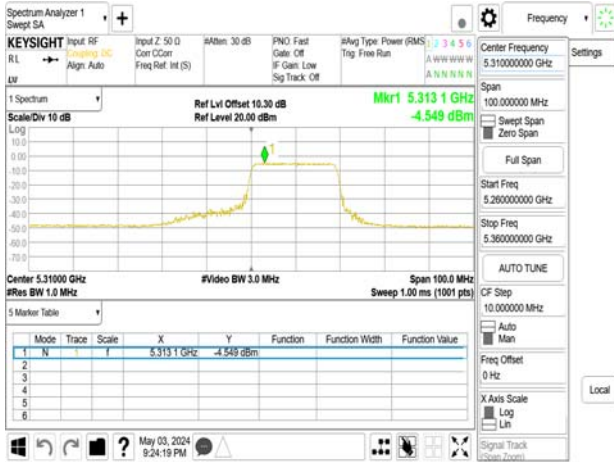 Spectrum Analyzer 1
Swept SA
Frequency
KEYSIGHT
RL
Input: RF
Coupling: DC
Align: Auto
Input Z: 50 Ω
Corr CCorr
Freq Ref: Int (S)
#Atten: 30 dB
PNO: Fast
Gate: Off
IF Gain: Low
Sig Track: Off
#Avg Type: Power (RMS
Trig: Free Run
1 2 3 4 5 6
A W W W W W
A N N N N N
Center Frequency
5.310000000 GHz
Settings
1 Spectrum
Scale/Div 10 dB
Ref Lvl Offset 10.30 dB
Ref Level 20.00 dBm
Mkr1 5.313 1 GHz
-4.549 dBm
Span
100.000000 MHz
Swept Span
Zero Span
Log
10.0
0.00
-10.0
-20.0
-30.0
-40.0
-50.0
-60.0
-70.0
1
Full Span
Start Freq
5.260000000 GHz
Stop Freq
5.360000000 GHz
AUTO TUNE
Center 5.31000 GHz
#Res BW 1.0 MHz
#Video BW 3.0 MHz
Span 100.0 MHz
Sweep 1.00 ms (1001 pts)
CF Step
10.000000 MHz
Auto
Man
5 Marker Table
Mode Trace Scale X Y Function Function Width Function Value
1 N 1 f 5.313 1 GHz -4.549 dBm
2
3
4
5
6
Freq Offset
0 Hz
Local
X Axis Scale
Log
Lin
May 03, 2024
9:24:19 PM
Signal Track
(Span Zoom)